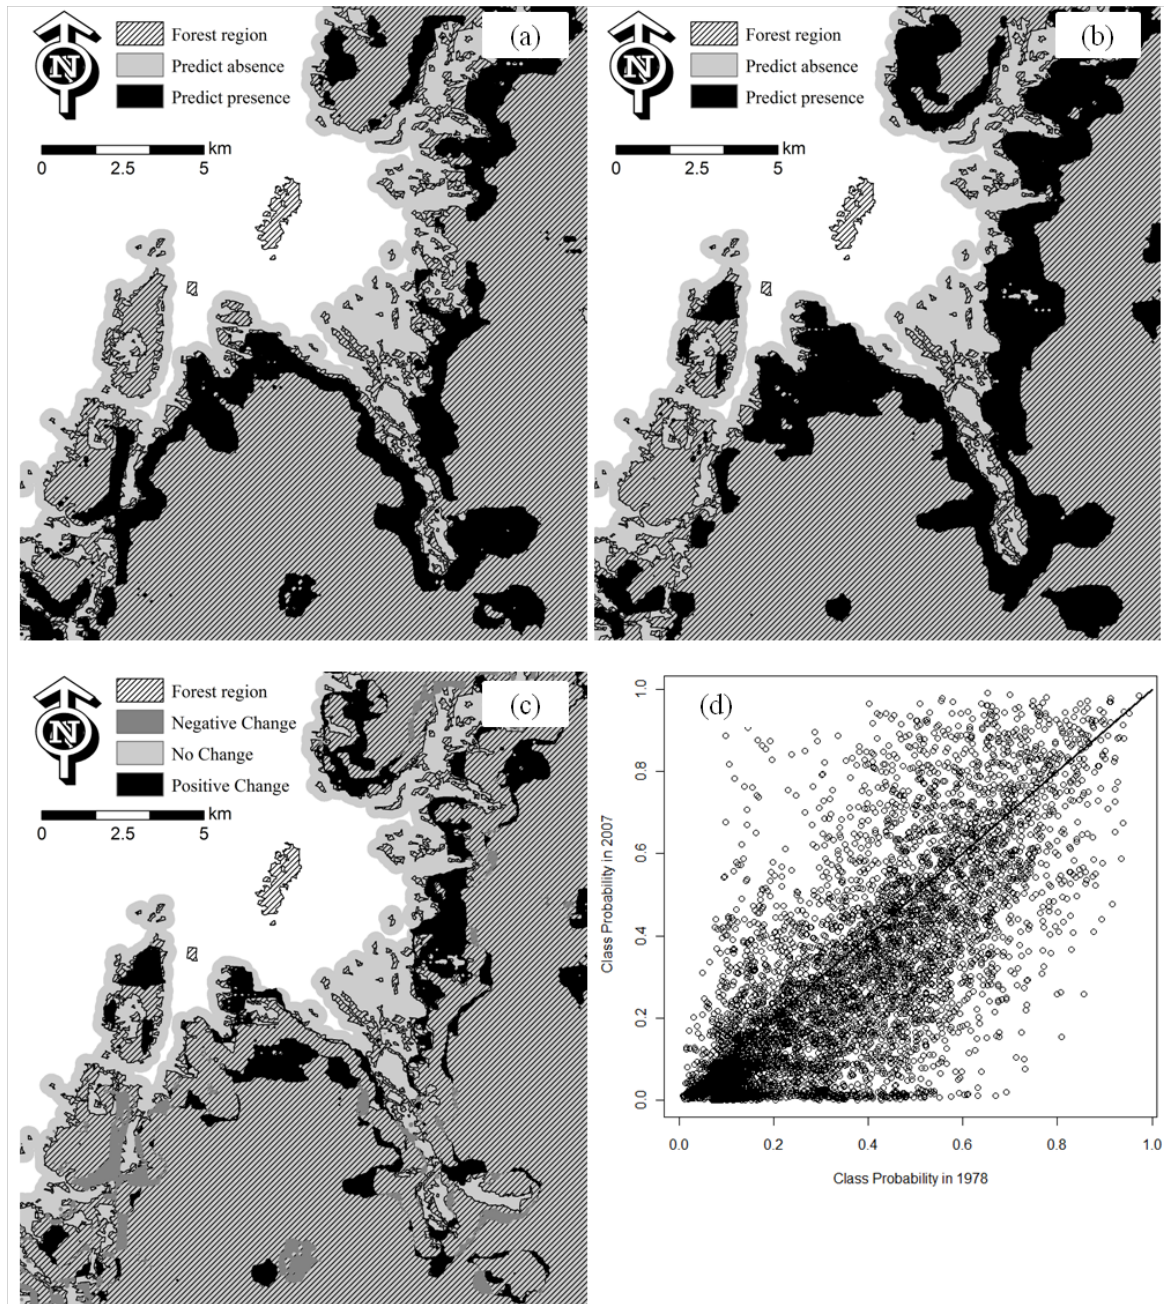 (a)
N
Forest region
Predict absence
Predict presence
km
0 2.5 5
(b)
N
Forest region
Predict absence
Predict presence
km
0 2.5 5
(c)
N
Forest region
Negative Change
No Change
Positive Change
km
0 2.5 5
(d)
Class Probability in 2007
1.0
0.8
0.6
0.4
0.2
0.0
0.0 0.2 0.4 0.6 0.8 1.0
Class Probability in 1978